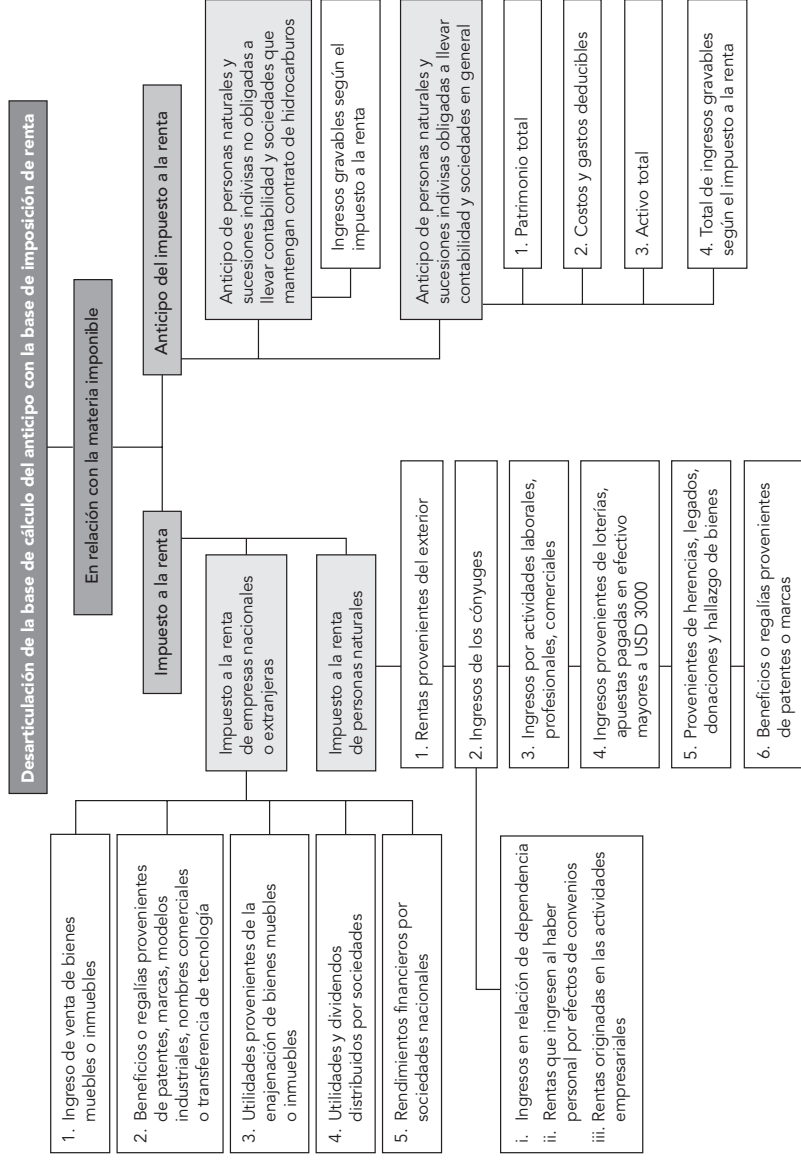 Desarticulación de la base de cálculo del anticipo con la base de imposición de renta
En relación con la materia imponible
Impuesto a la renta
Impuesto a la renta
de empresas nacionales
o extranjeras
1. Ingreso de venta de bienes
muebles o inmuebles
2. Beneficios o regalías provenientes
de patentes, marcas, modelos
industriales, nombres comerciales
o transferencia de tecnología
3. Utilidades provenientes de la
enajenación de bienes muebles
o inmuebles
4. Utilidades y dividendos
distribuidos por sociedades
5. Rendimientos financieros por
sociedades nacionales
Impuesto a la renta
de personas naturales
1. Rentas provenientes del exterior
2. Ingresos de los cónyuges
i. Ingresos en relación de dependencia
ii. Rentas que ingresen al haber
personal por efectos de convenios
iii. Rentas originadas en las actividades
empresariales
3. Ingresos por actividades laborales,
profesionales, comerciales
4. Ingresos provenientes de loterías,
apuestas pagadas en efectivo
mayores a USD 3000
5. Provenientes de herencias, legados,
donaciones y hallazgo de bienes
6. Beneficios o regalías provenientes
de patentes o marcas
Anticipo del impuesto a la renta
Anticipo de personas naturales y
sucesiones indivisas no obligadas a
llevar contabilidad y sociedades que
mantengan contrato de hidrocarburos
Ingresos gravables según el
impuesto a la renta
Anticipo de personas naturales y
sucesiones indivisas obligadas a llevar
contabilidad y sociedades en general
1. Patrimonio total
2. Costos y gastos deducibles
3. Activo total
4. Total de ingresos gravables
según el impuesto a la renta